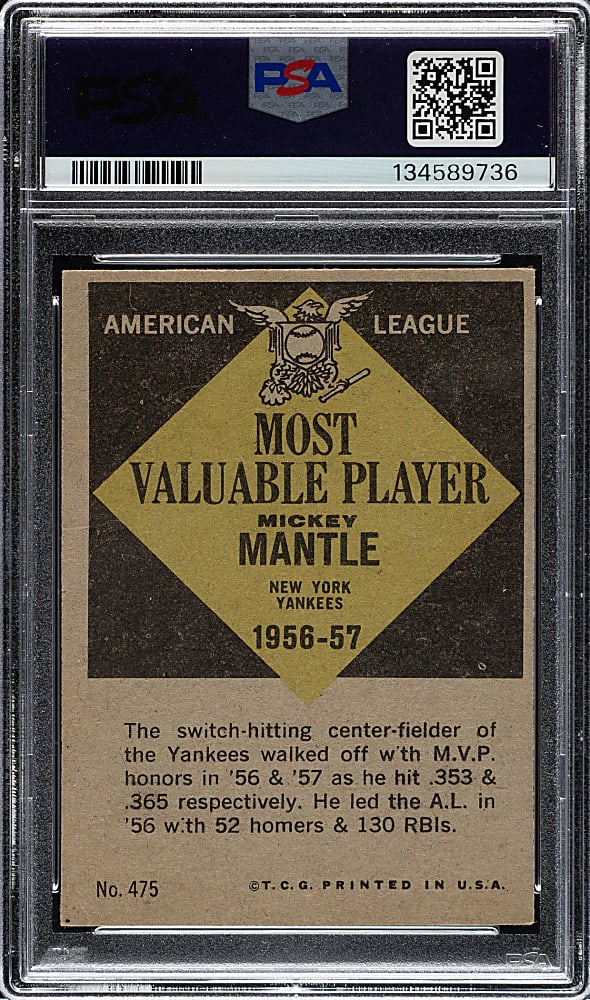 PSA
PSA
134589736
AMERICAN LEAGUE
MOST
VALUABLE PLAYER
MICKEY
MANTLE
NEW YORK
YANKEES
1956-57
The switch-hitting center-fielder of
the Yankees walked off with M.V.P.
honors in '56 & '57 as he hit .353 &
.365 respectively. He led the A.L. in
'56 with 52 homers & 130 RBIs.
No. 475 ©T.C.G. PRINTED IN U.S.A.